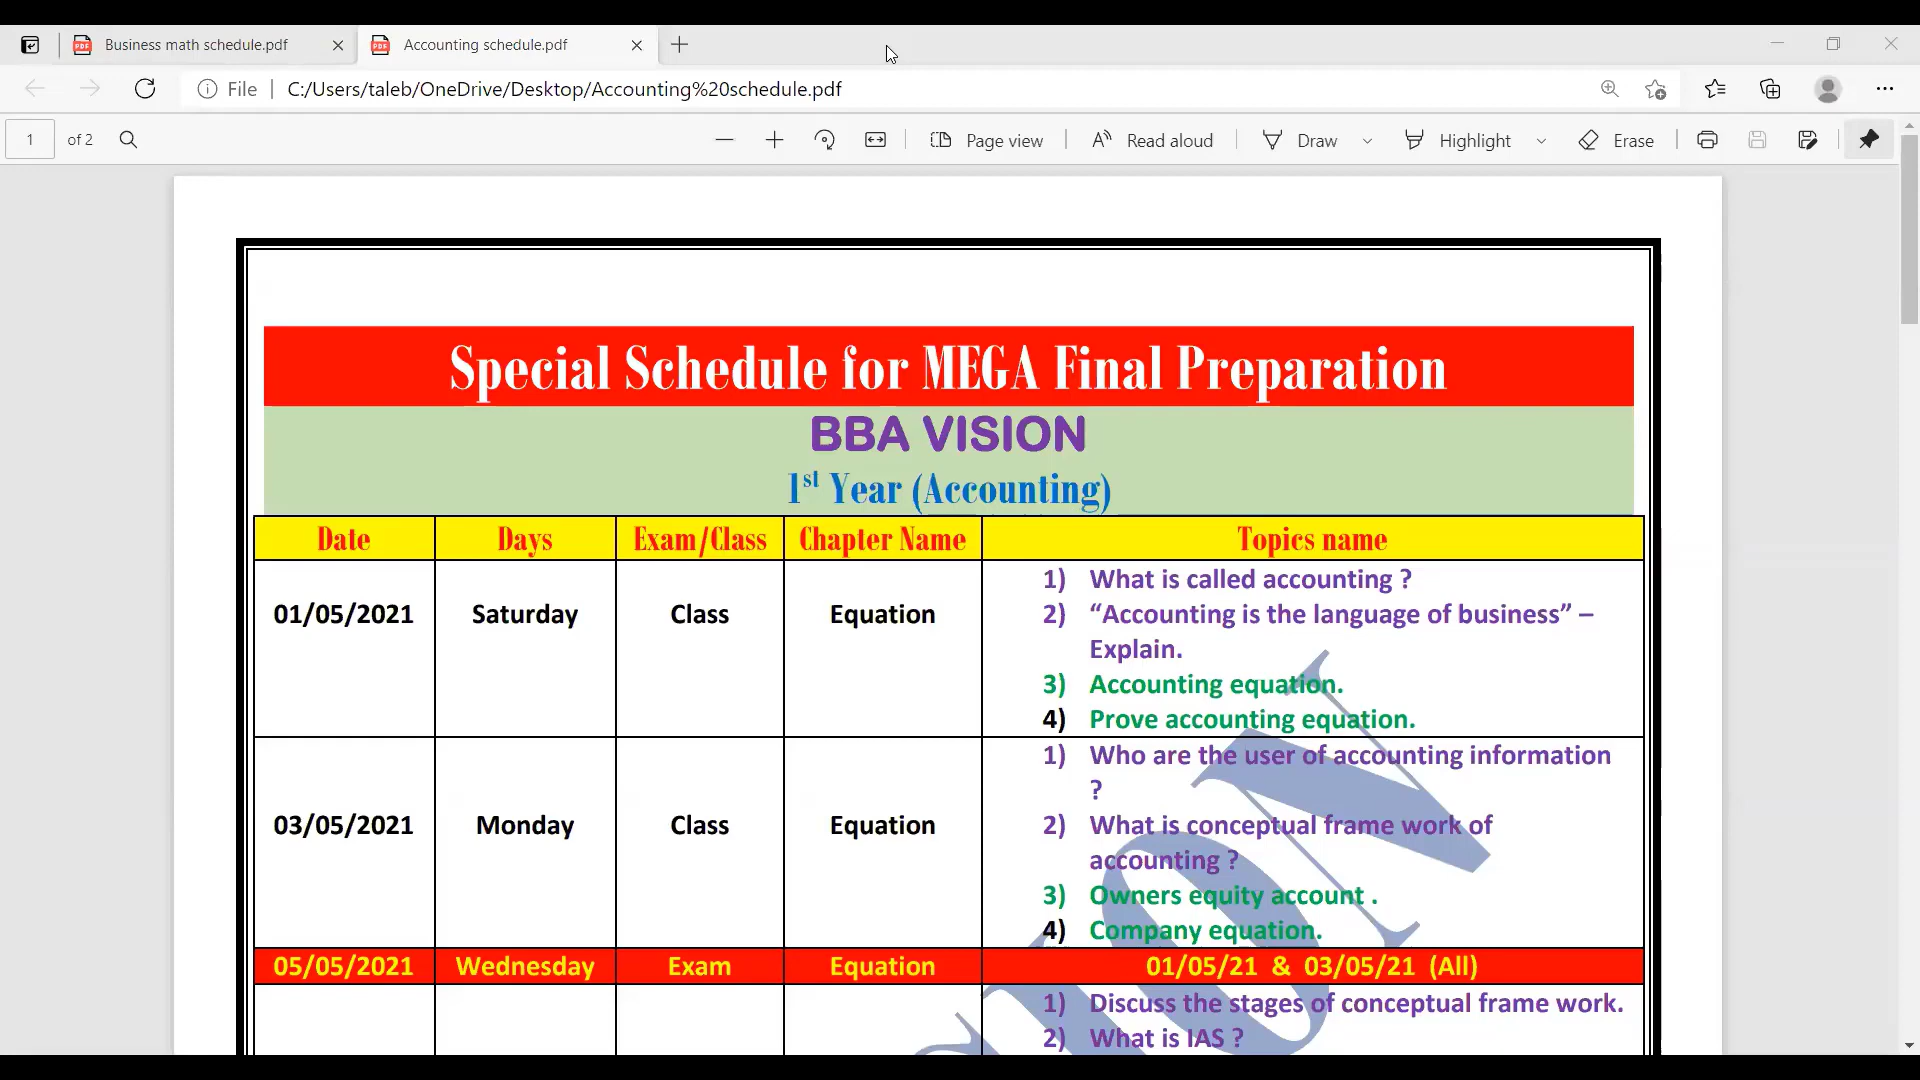 Business math schedule.pdf
Accounting schedule.pdf
File
C:/Users/taleb/OneDrive/Desktop/Accounting%20schedule.pdf
1 of 2
Page view
Read aloud
Draw
Highlight
Erase
Special Schedule for MEGA Final Preparation
BBA VISION
1st Year (Accounting)
Date Days Exam/Class Chapter Name Topics name
01/05/2021 Saturday Class Equation
1) What is called accounting ?
2) “Accounting is the language of business” –
Explain.
3) Accounting equation.
4) Prove accounting equation.
03/05/2021 Monday Class Equation
1) Who are the user of accounting information
?
2) What is conceptual frame work of
accounting ?
3) Owners equity account .
4) Company equation.
05/05/2021 Wednesday Exam Equation 01/05/21 & 03/05/21 (All)
1) Discuss the stages of conceptual frame work.
2) What is IAS ?